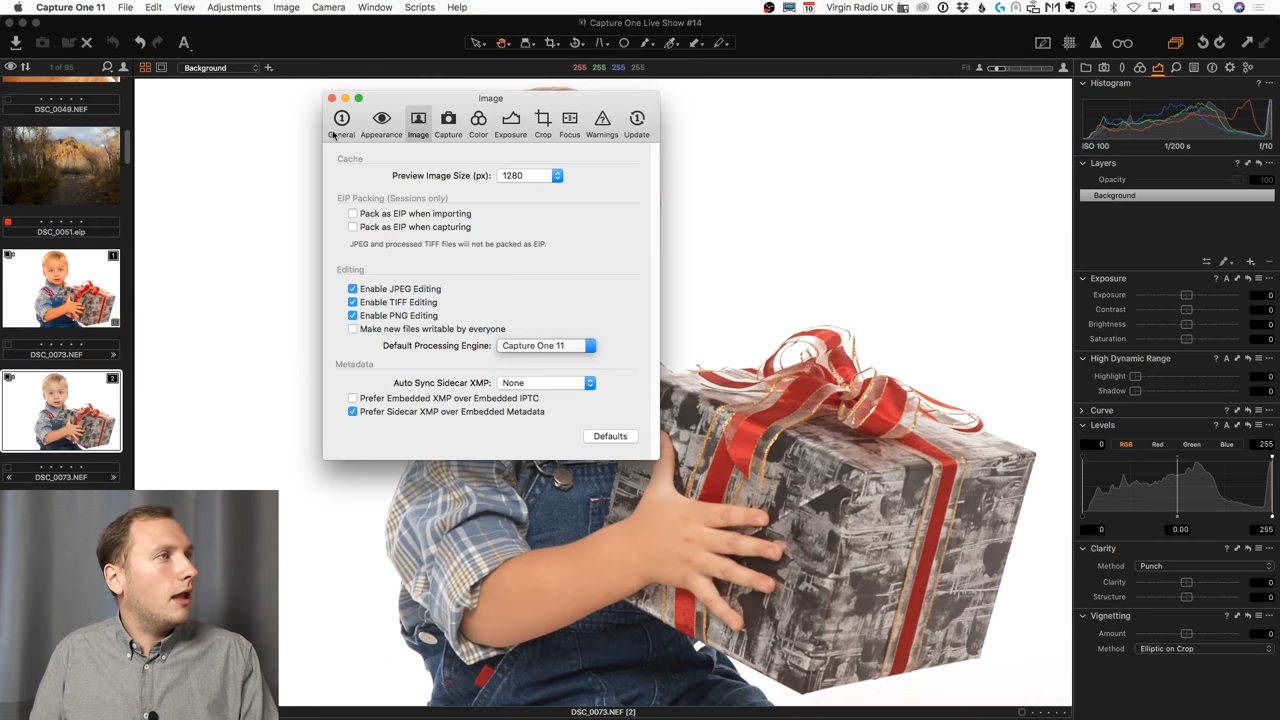 Capture One 11 File Edit View Adjustments Image Camera Window Scripts Help Virgin Radio UK
Capture One Live Show #14
1 of 95
Background
255 255 255 255
Fit
DSC_0049.NEF
DSC_0051.eip
1
DSC_0073.NEF
2
DSC_0073.NEF
Image
General Appearance Image Capture Color Exposure Crop Focus Warnings Update
Cache
Preview Image Size (px): 1280
EIP Packing (Sessions only)
Pack as EIP when importing
Pack as EIP when capturing
JPEG and processed TIFF files will not be packed as EIP.
Editing
Enable JPEG Editing
Enable TIFF Editing
Enable PNG Editing
Make new files writable by everyone
Default Processing Engine: Capture One 11
Metadata
Auto Sync Sidecar XMP: None
Prefer Embedded XMP over Embedded IPTC
Prefer Sidecar XMP over Embedded Metadata
Defaults
DSC_0073.NEF [2]
Histogram
ISO 100 1/200 s f/10
Layers
Opacity 100
Background
Exposure
Exposure 0
Contrast 0
Brightness 0
Saturation 0
High Dynamic Range
Highlight 0
Shadow 0
Curve
Levels
0 RGB Red Green Blue 255
0 0.00 255
Clarity
Method Punch
Clarity 0
Structure 0
Vignetting
Amount 0
Method Elliptic on Crop